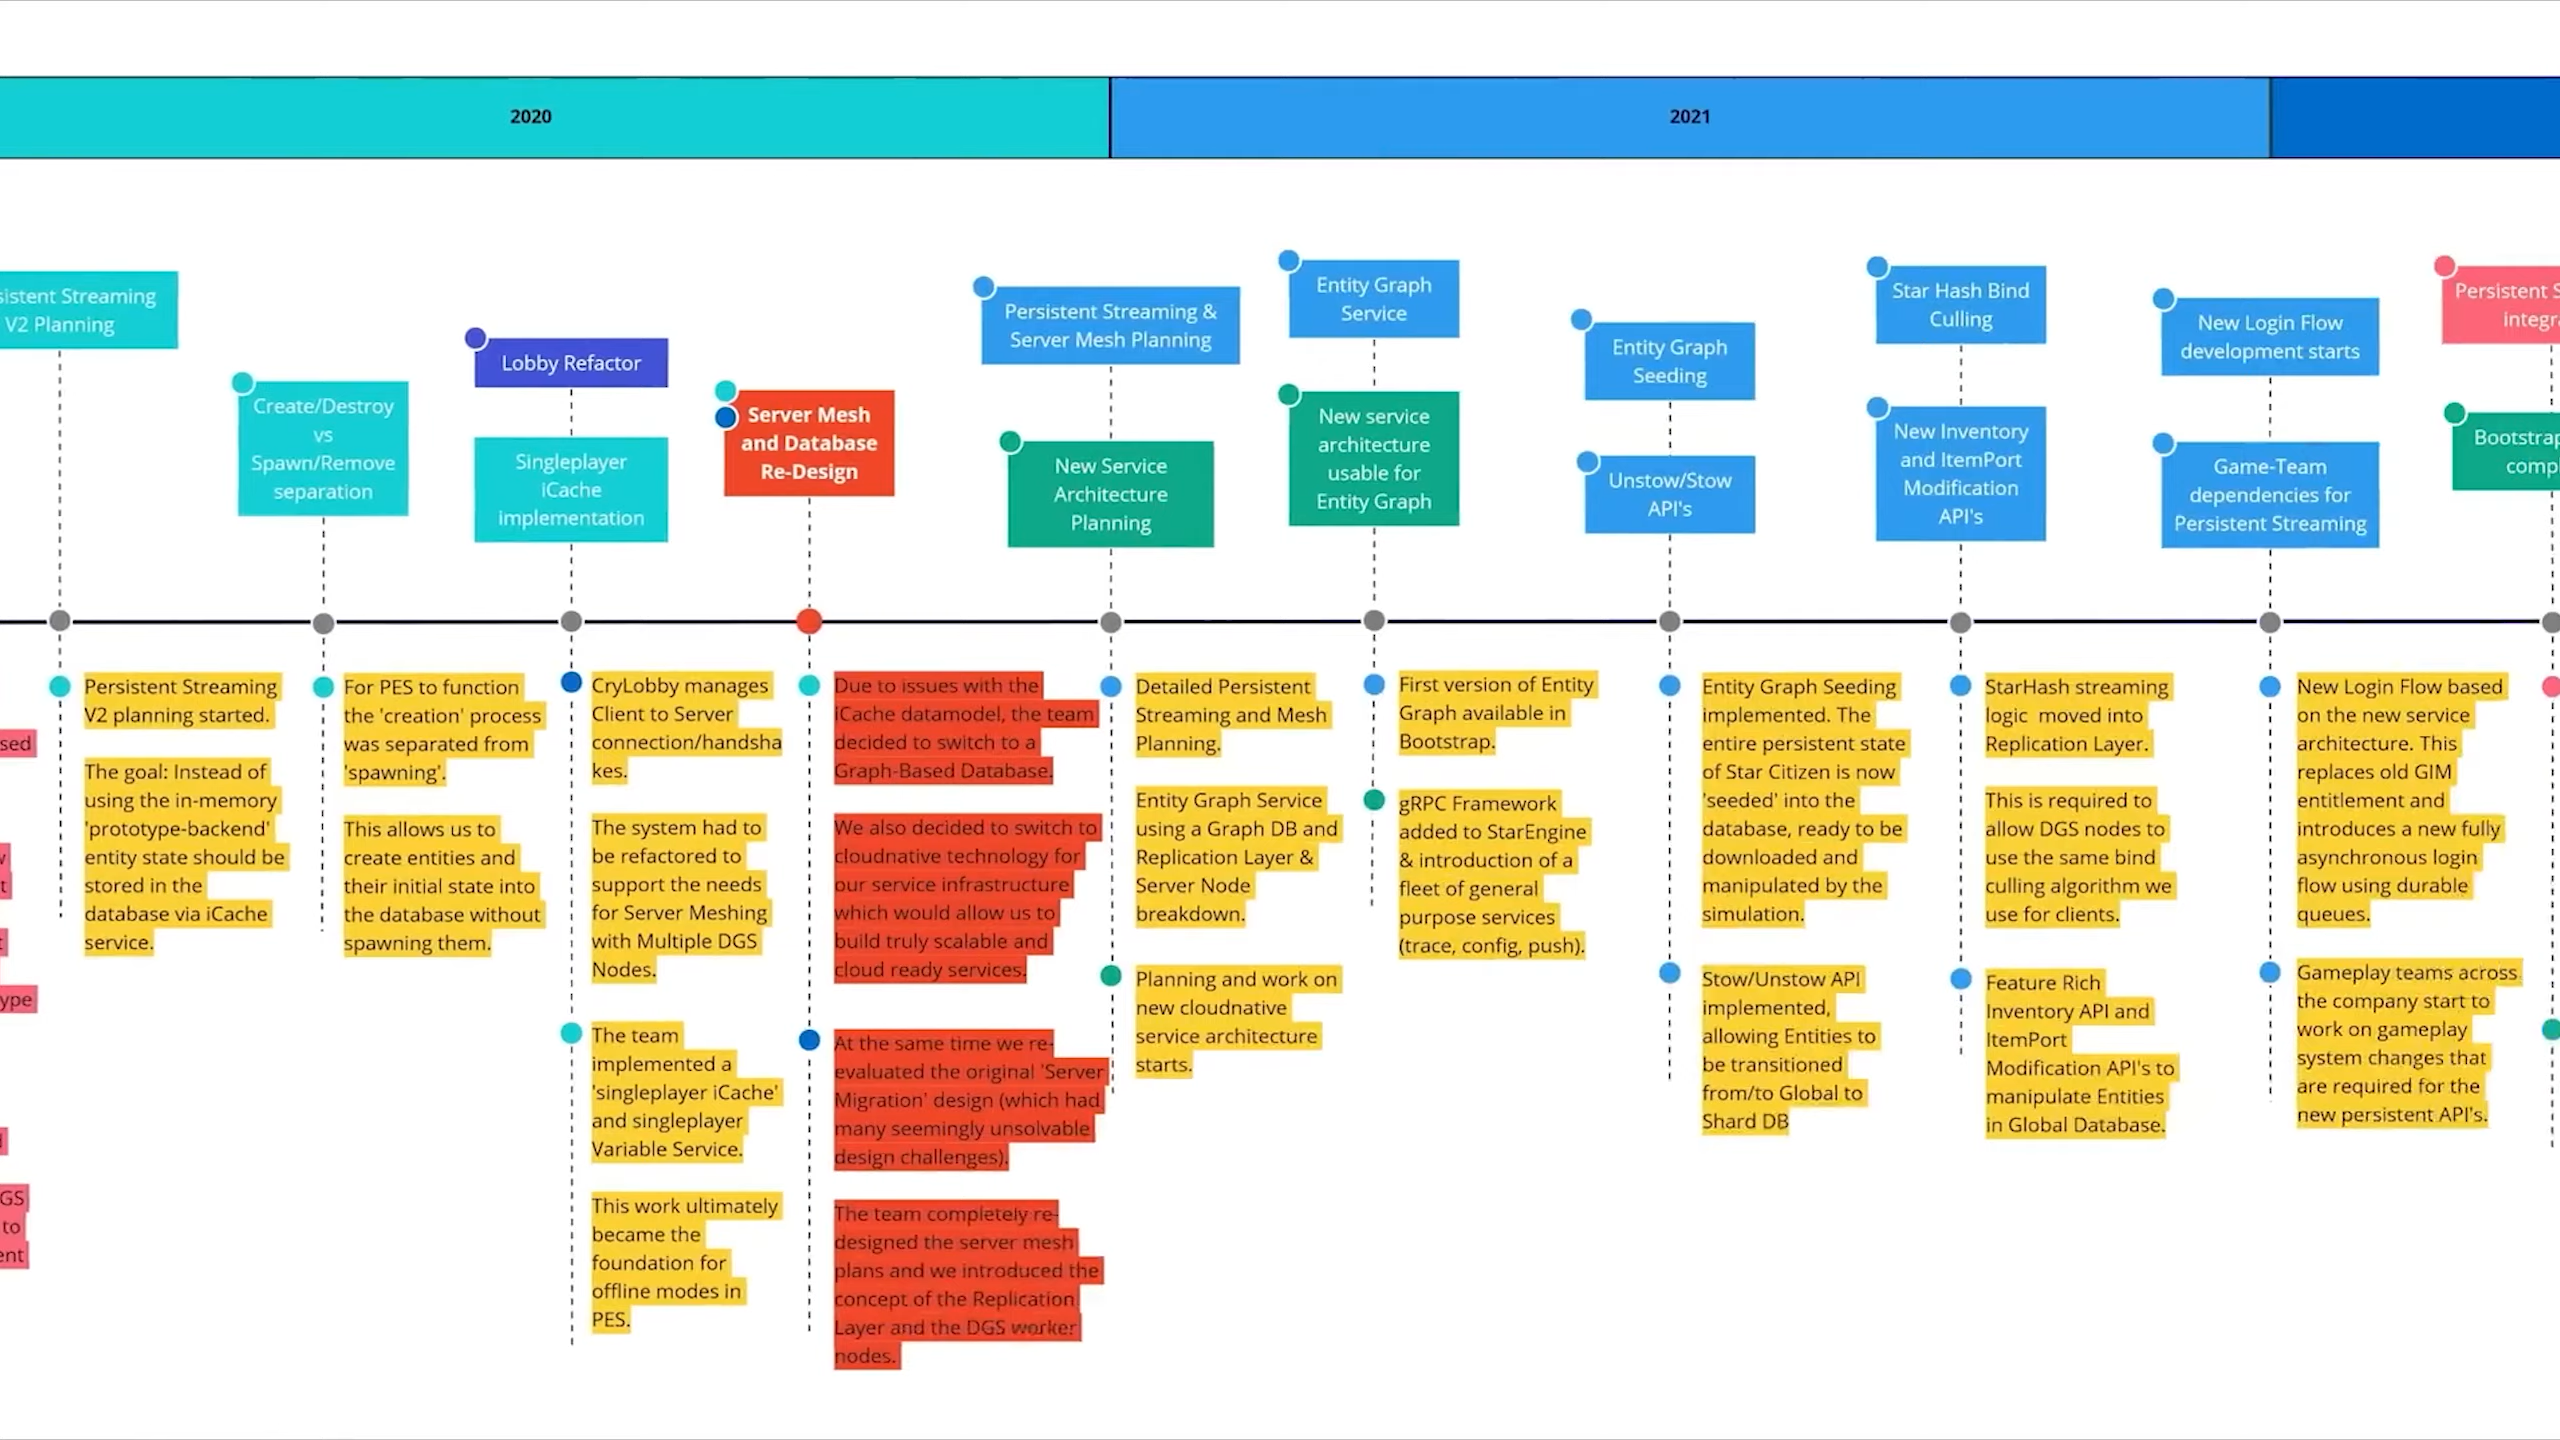 2020
2021
sistent Streaming
V2 Planning
Create/Destroy
vs
Spawn/Remove
separation
Lobby Refactor
Singleplayer
iCache
implementation
Server Mesh
and Database
Re-Design
Persistent Streaming &
Server Mesh Planning
New Service
Architecture
Planning
Entity Graph
Service
New service
architecture
usable for
Entity Graph
Entity Graph
Seeding
Unstow/Stow
API's
Star Hash Bind
Culling
New Inventory
and ItemPort
Modification
API's
New Login Flow
development starts
Game-Team
dependencies for
Persistent Streaming
Persistent S
integra
Bootstrap
comp
sed
w
t
t
ype
d
GS
to
ent
Persistent Streaming
V2 planning started.
The goal: Instead of
using the in-memory
'prototype-backend'
entity state should be
stored in the
database via iCache
service.
For PES to function
the 'creation' process
was separated from
'spawning'.
This allows us to
create entities and
their initial state into
the database without
spawning them.
CryLobby manages
Client to Server
connection/handsha
kes.
The system had to
be refactored to
support the needs
for Server Meshing
with Multiple DGS
Nodes.
The team
implemented a
'singleplayer iCache'
and singleplayer
Variable Service.
This work ultimately
became the
foundation for
offline modes in
PES.
Due to issues with the
iCache datamodel, the team
decided to switch to a
Graph-Based Database.
We also decided to switch to
cloudnative technology for
our service infrastructure
which would allow us to
build truly scalable and
cloud ready services.
At the same time we re-
evaluated the original 'Server
Migration' design (which had
many seemingly unsolvable
design challenges).
The team completely re-
designed the server mesh
plans and we introduced the
concept of the Replication
Layer and the DGS worker
nodes.
Detailed Persistent
Streaming and Mesh
Planning.
Entity Graph Service
using a Graph DB and
Replication Layer &
Server Node
breakdown.
Planning and work on
new cloudnative
service architecture
starts.
First version of Entity
Graph available in
Bootstrap.
gRPC Framework
added to StarEngine
& introduction of a
fleet of general
purpose services
(trace, config, push).
Entity Graph Seeding
implemented. The
entire persistent state
of Star Citizen is now
'seeded' into the
database, ready to be
downloaded and
manipulated by the
simulation.
Stow/Unstow API
implemented,
allowing Entities to
be transitioned
from/to Global to
Shard DB
StarHash streaming
logic moved into
Replication Layer.
This is required to
allow DGS nodes to
use the same bind
culling algorithm we
use for clients.
Feature Rich
Inventory API and
ItemPort
Modification API's to
manipulate Entities
in Global Database.
New Login Flow based
on the new service
architecture. This
replaces old GIM
entitlement and
introduces a new fully
asynchronous login
flow using durable
queues.
Gameplay teams across
the company start to
work on gameplay
system changes that
are required for the
new persistent API's.